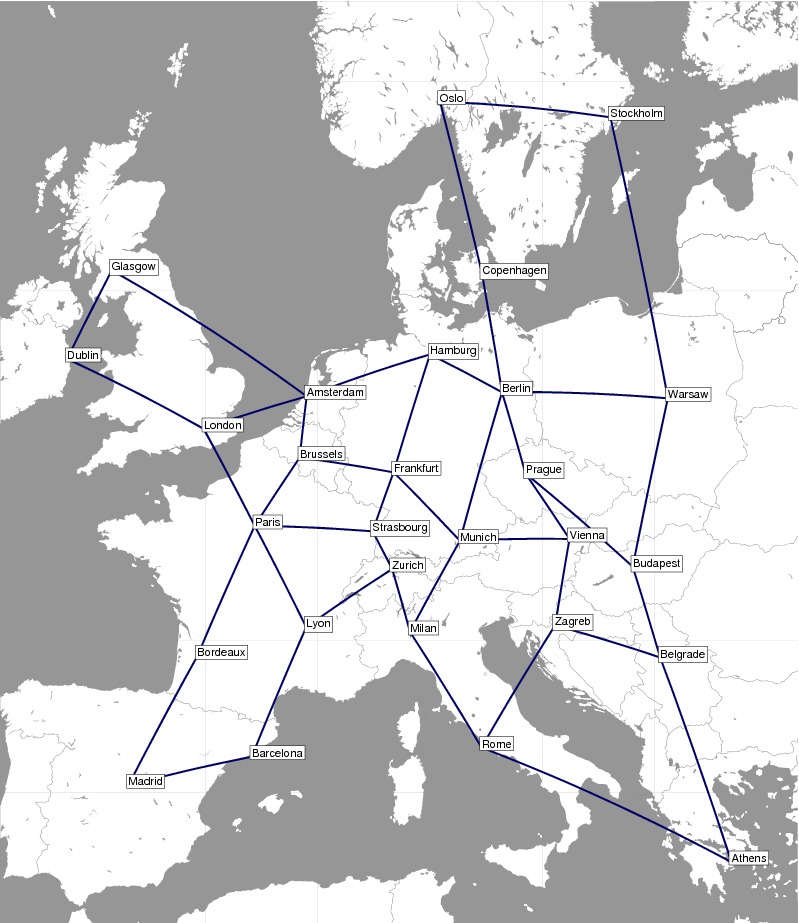 Oslo
Stockholm
Glasgow
Copenhagen
Dublin
Hamburg
Amsterdam
Berlin
Warsaw
London
Brussels
Frankfurt
Prague
Paris
Strasbourg
Munich
Vienna
Zurich
Budapest
Lyon
Milan
Zagreb
Bordeaux
Belgrade
Rome
Barcelona
Madrid
Athens